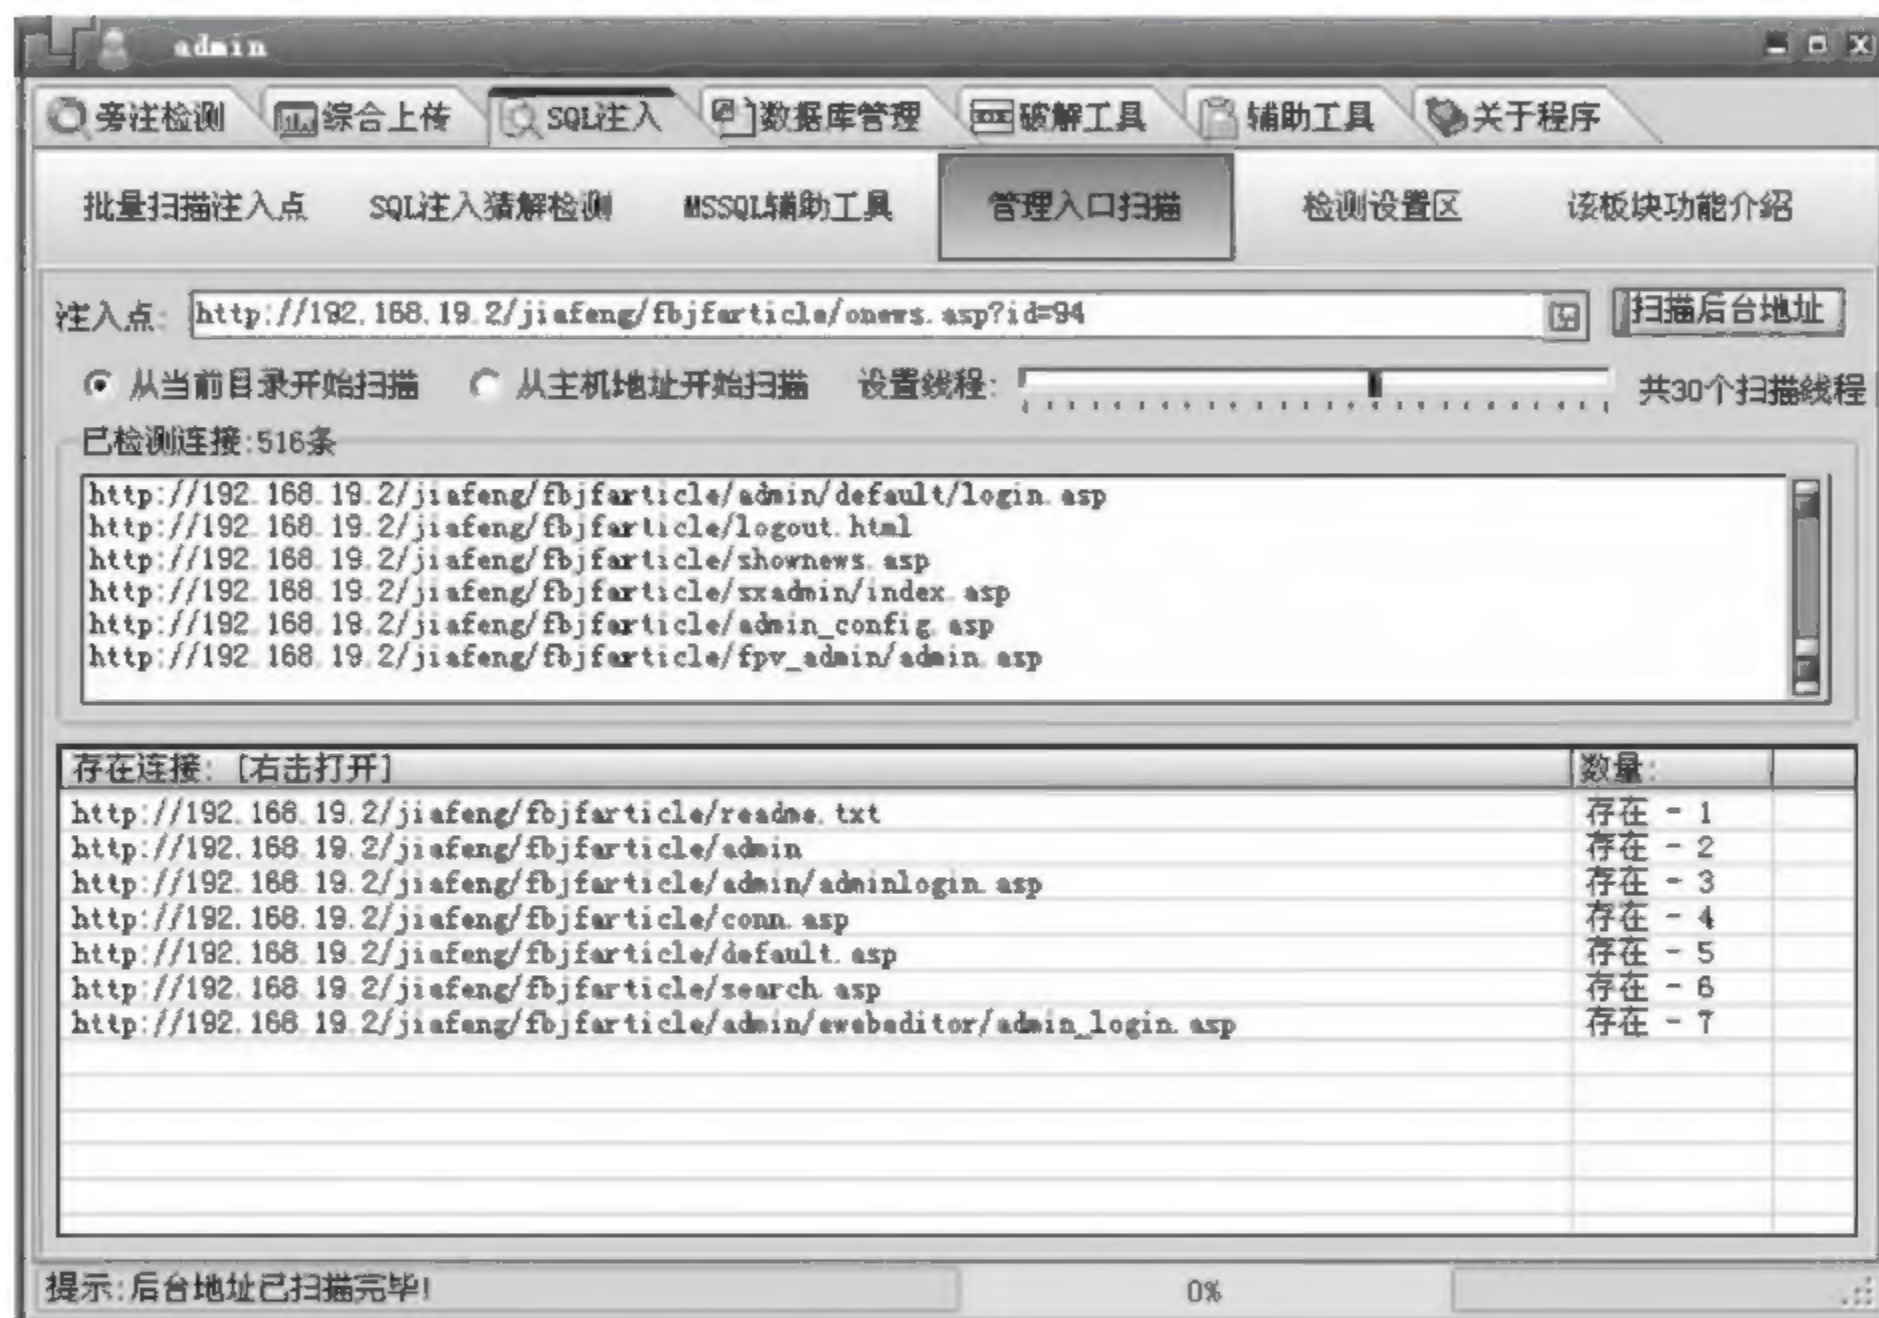 admin
旁注检测 综合上传 SQL注入 数据库管理 破解工具 辅助工具 关于程序
批量扫描注入点 SQL注入猜解检测 MSSQL辅助工具 管理入口扫描 检测设置区 该板块功能介绍
注入点: http://192.168.19.2/jiafeng/fbjfarticle/onews.asp?id=94 扫描后台地址
从当前目录开始扫描 从主机地址开始扫描 设置线程: 共30个扫描线程
已检测连接:516条
http://192.168.19.2/jiafeng/fbjfarticle/admin/default/login.asp
http://192.168.19.2/jiafeng/fbjfarticle/logout.html
http://192.168.19.2/jiafeng/fbjfarticle/shownews.asp
http://192.168.19.2/jiafeng/fbjfarticle/sxadmin/index.asp
http://192.168.19.2/jiafeng/fbjfarticle/admin_config.asp
http://192.168.19.2/jiafeng/fbjfarticle/fpv_admin/admin.asp
存在连接: [右击打开] 数量:
http://192.168.19.2/jiafeng/fbjfarticle/readme.txt 存在 - 1
http://192.168.19.2/jiafeng/fbjfarticle/admin 存在 - 2
http://192.168.19.2/jiafeng/fbjfarticle/admin/adminlogin.asp 存在 - 3
http://192.168.19.2/jiafeng/fbjfarticle/conn.asp 存在 - 4
http://192.168.19.2/jiafeng/fbjfarticle/default.asp 存在 - 5
http://192.168.19.2/jiafeng/fbjfarticle/search.asp 存在 - 6
http://192.168.19.2/jiafeng/fbjfarticle/admin/ewebeditor/admin_login.asp 存在 - 7
提示:后台地址已扫描完毕! 0%